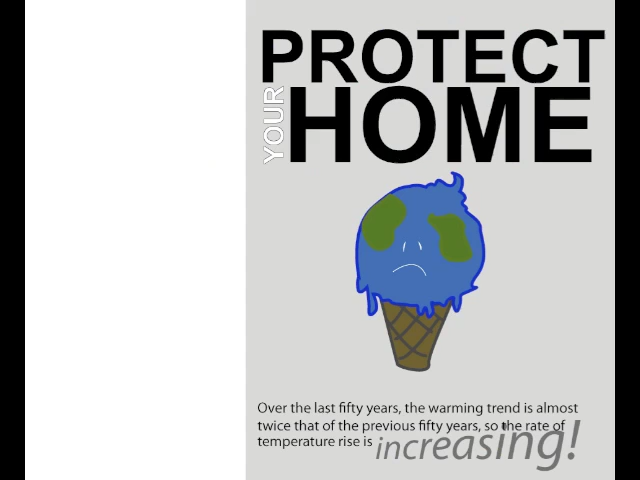 PROTECT
YOUR HOME
Over the last fifty years, the warming trend is almost
twice that of the previous fifty years, so the rate of
temperature rise is increasing!